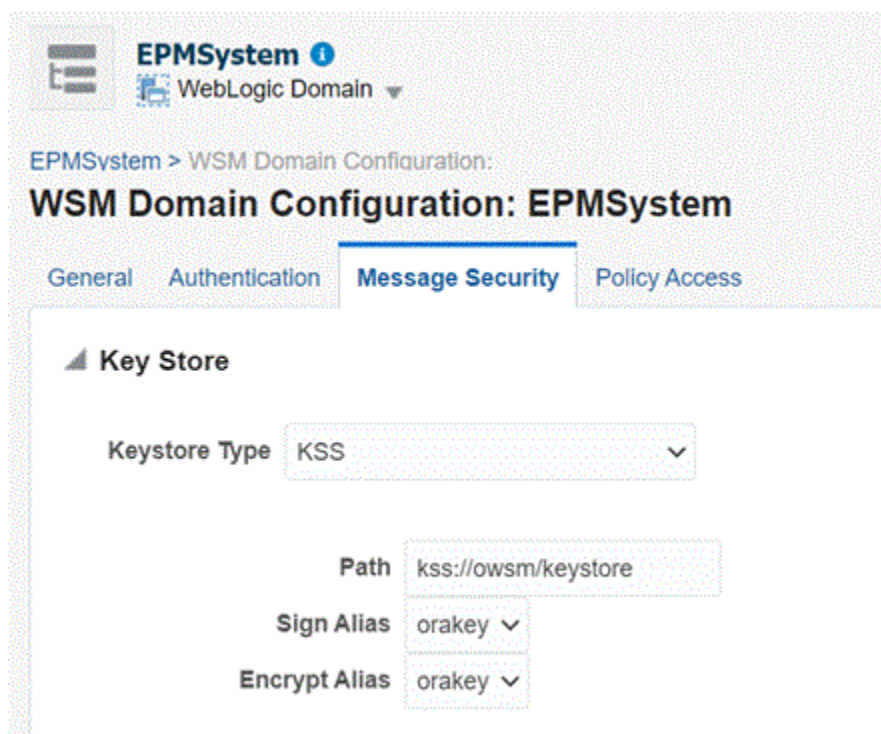 EPMSystem
WebLogic Domain
EPMSystem > WSM Domain Configuration:
WSM Domain Configuration: EPMSystem
General Authentication Message Security Policy Access
Key Store
Keystore Type KSS
Path kss://owsm/keystore
Sign Alias orakey
Encrypt Alias orakey